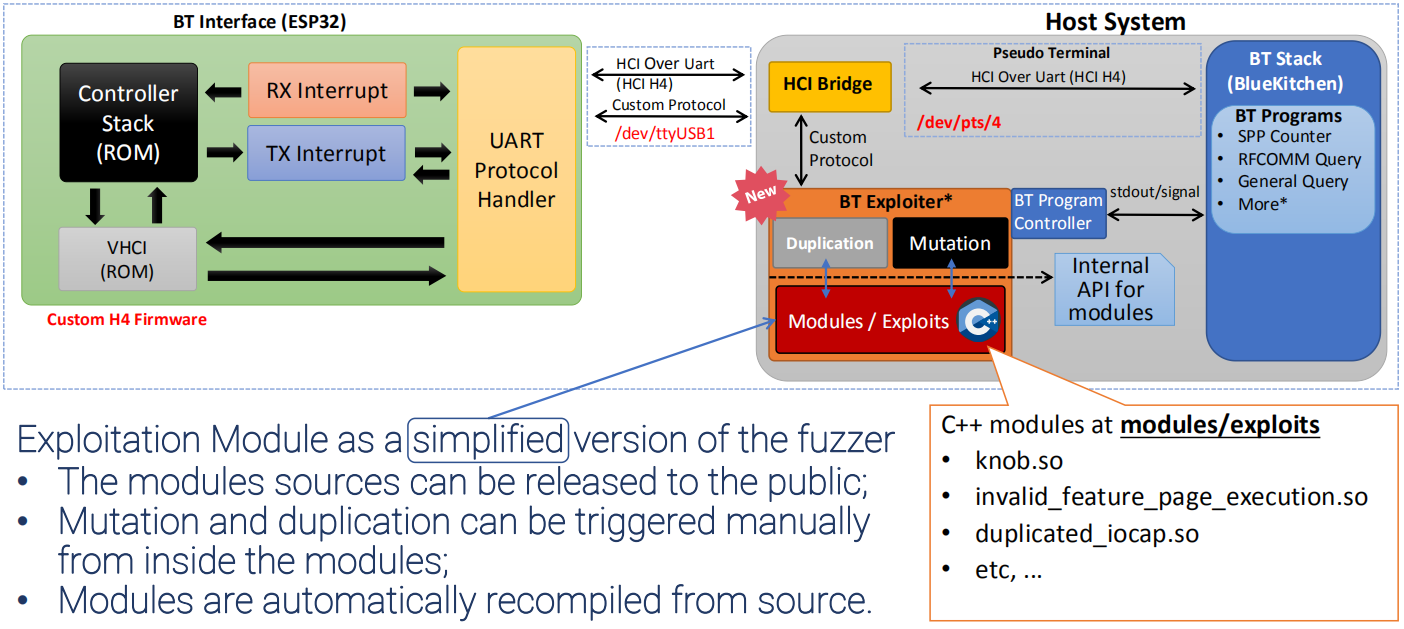 BT Interface (ESP32)
Controller
Stack
(ROM)
RX Interrupt
TX Interrupt
UART
Protocol
Handler
VHCI
(ROM)
Custom H4 Firmware
HCI Over Uart
(HCI H4)
Custom Protocol
/dev/ttyUSB1
Host System
HCI Bridge
Pseudo Terminal
HCI Over Uart (HCI H4)
/dev/pts/4
Custom
Protocol
BT Stack
(BlueKitchen)
BT Programs
• SPP Counter
• RFCOMM Query
• General Query
• More*
New
BT Exploiter*
Duplication
Mutation
BT Program
Controller
stdout/signal
Internal
API for
modules
Modules / Exploits
C++
Exploitation Module as a simplified version of the fuzzer
• The modules sources can be released to the public;
• Mutation and duplication can be triggered manually
from inside the modules;
• Modules are automatically recompiled from source.
C++ modules at modules/exploits
• knob.so
• invalid_feature_page_execution.so
• duplicated_iocap.so
• etc, ...